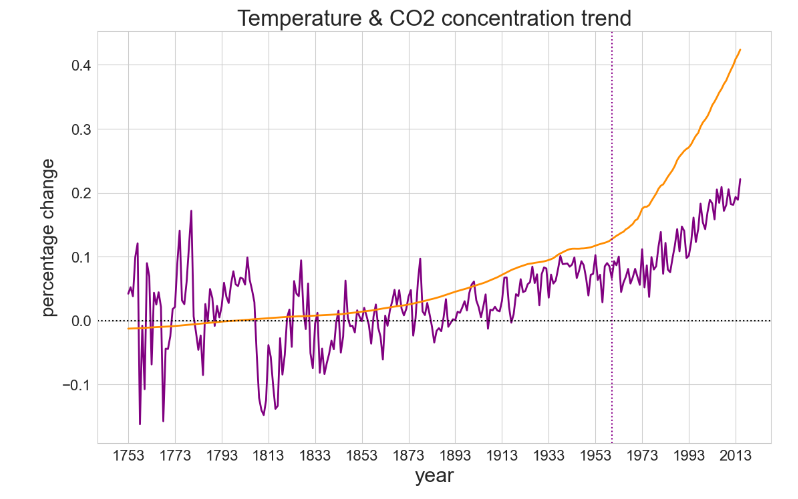 Temperature & CO2 concentration trend
percentage change
0.4
0.3
0.2
0.1
0.0
−0.1
1753 1773 1793 1813 1833 1853 1873 1893 1913 1933 1953 1973 1993 2013
year